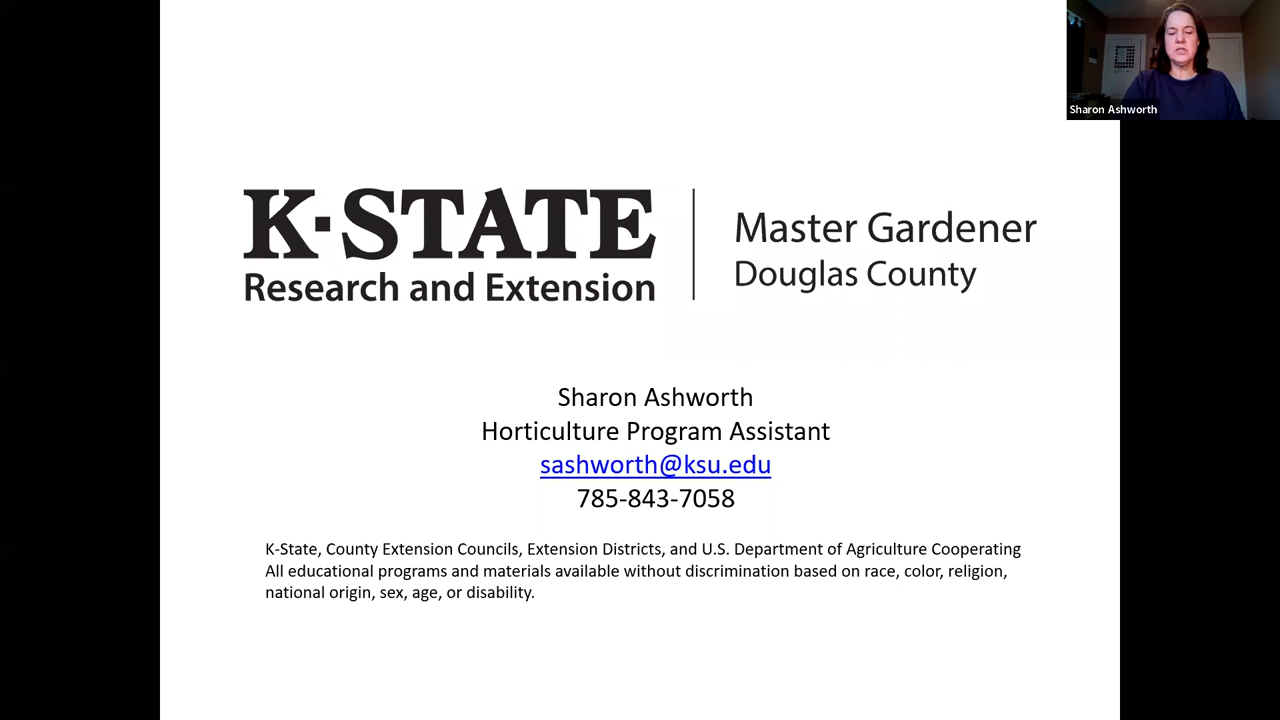 Sharon Ashworth
K·STATE
Research and Extension
Master Gardener
Douglas County
Sharon Ashworth
Horticulture Program Assistant
sashworth@ksu.edu
785-843-7058
K-State, County Extension Councils, Extension Districts, and U.S. Department of Agriculture Cooperating
All educational programs and materials available without discrimination based on race, color, religion,
national origin, sex, age, or disability.